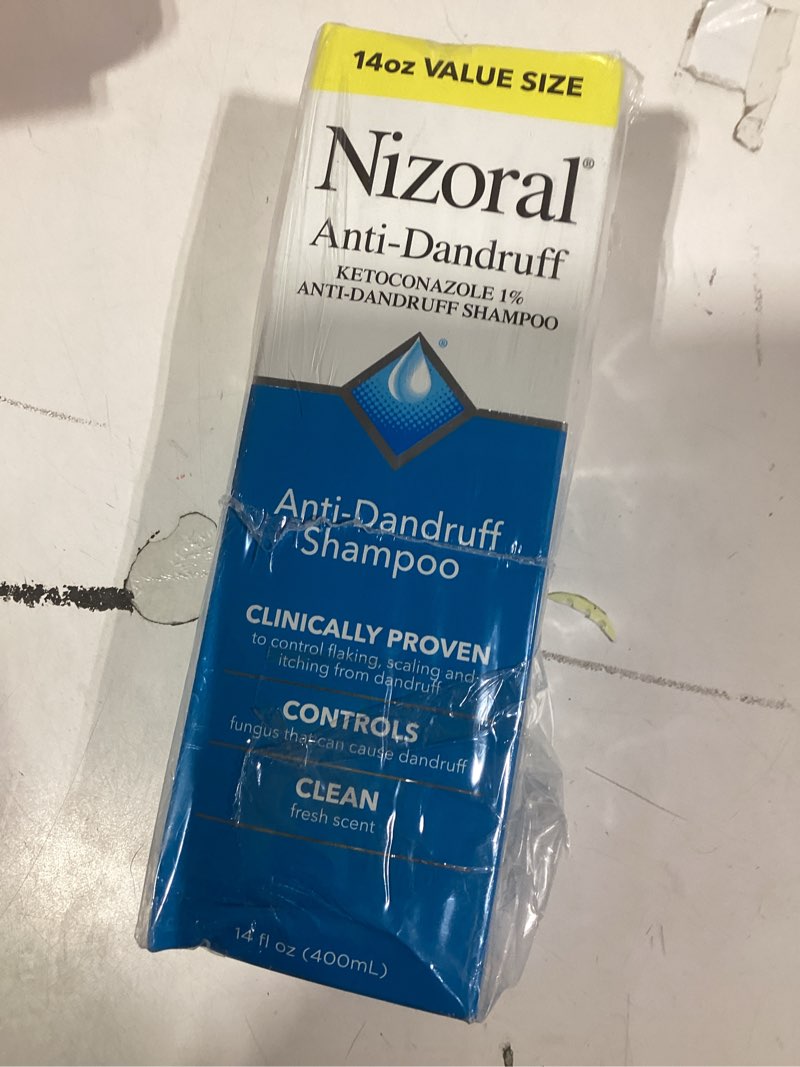 14oz VALUE SIZE
Nizoral®
Anti-Dandruff
KETOCONAZOLE 1%
ANTI-DANDRUFF SHAMPOO
®
Anti-Dandruff
Shampoo
CLINICALLY PROVEN
to control flaking, scaling and
itching from dandruff
CONTROLS
fungus that can cause dandruff
CLEAN
fresh scent
14 fl oz (400mL)